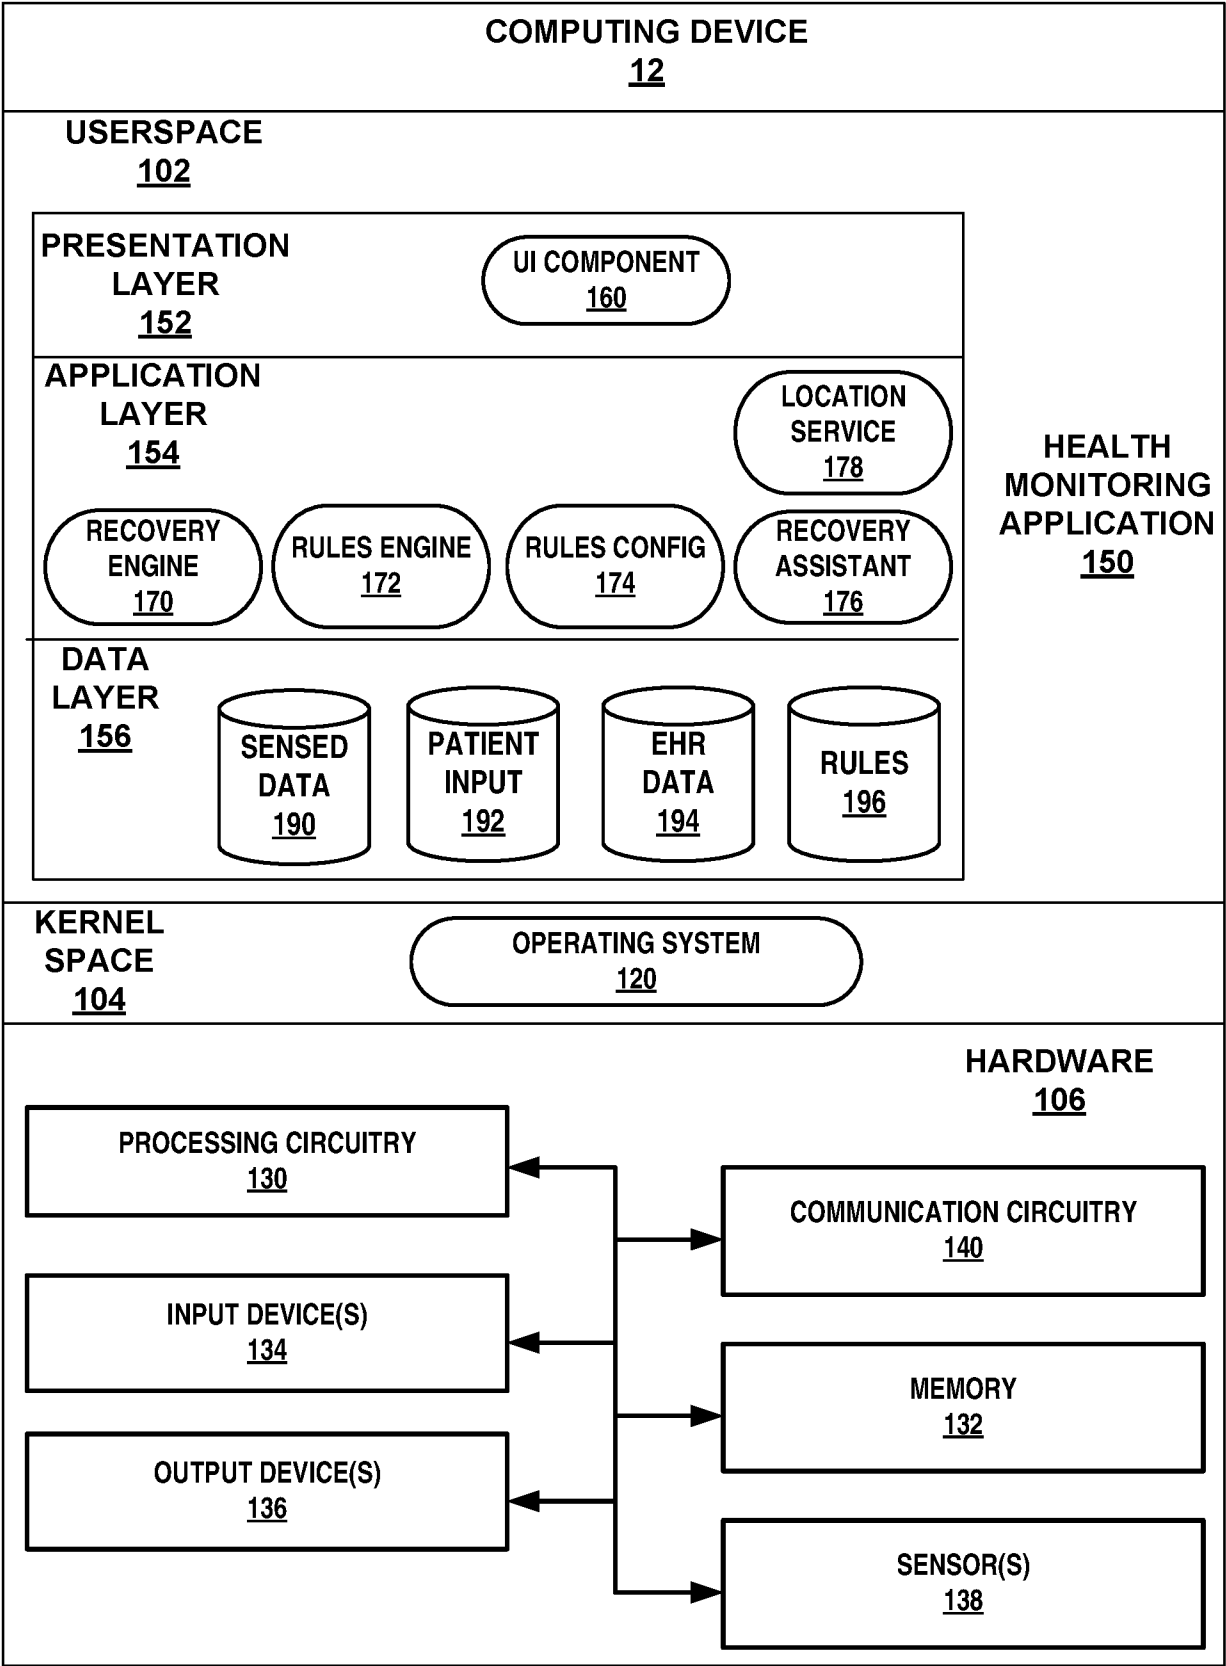 COMPUTING DEVICE
12
USERSPACE
102
PRESENTATION
LAYER
152
UI COMPONENT
160
APPLICATION
LAYER
154
LOCATION
SERVICE
178
RECOVERY
ENGINE
170
RULES ENGINE
172
RULES CONFIG
174
RECOVERY
ASSISTANT
176
HEALTH
MONITORING
APPLICATION
150
DATA
LAYER
156
SENSED
DATA
190
PATIENT
INPUT
192
EHR
DATA
194
RULES
196
KERNEL
SPACE
104
OPERATING SYSTEM
120
HARDWARE
106
PROCESSING CIRCUITRY
130
COMMUNICATION CIRCUITRY
140
INPUT DEVICE(S)
134
MEMORY
132
OUTPUT DEVICE(S)
136
SENSOR(S)
138